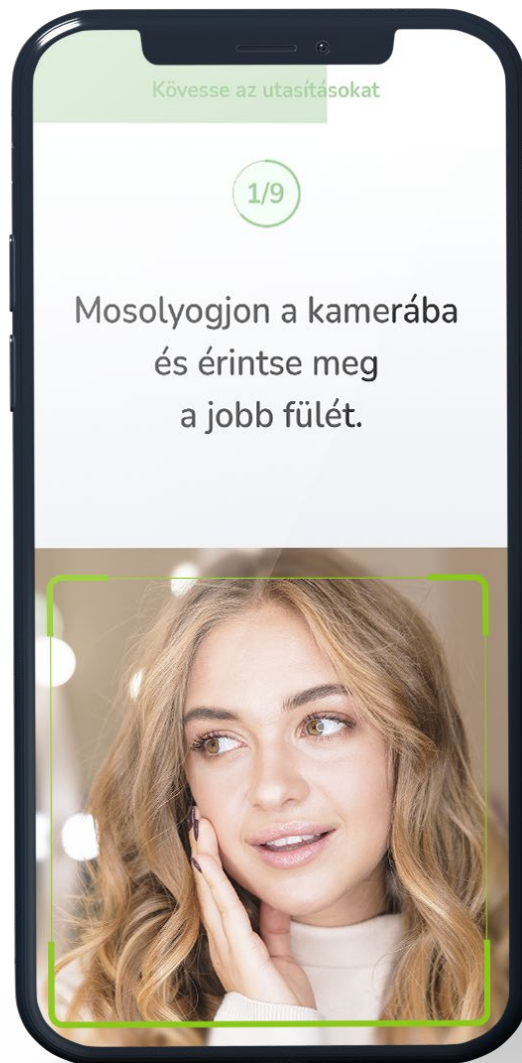 Kövesse az utasításokat
1/9
Mosolyogjon a kamerába
és érintse meg
a jobb fülét.